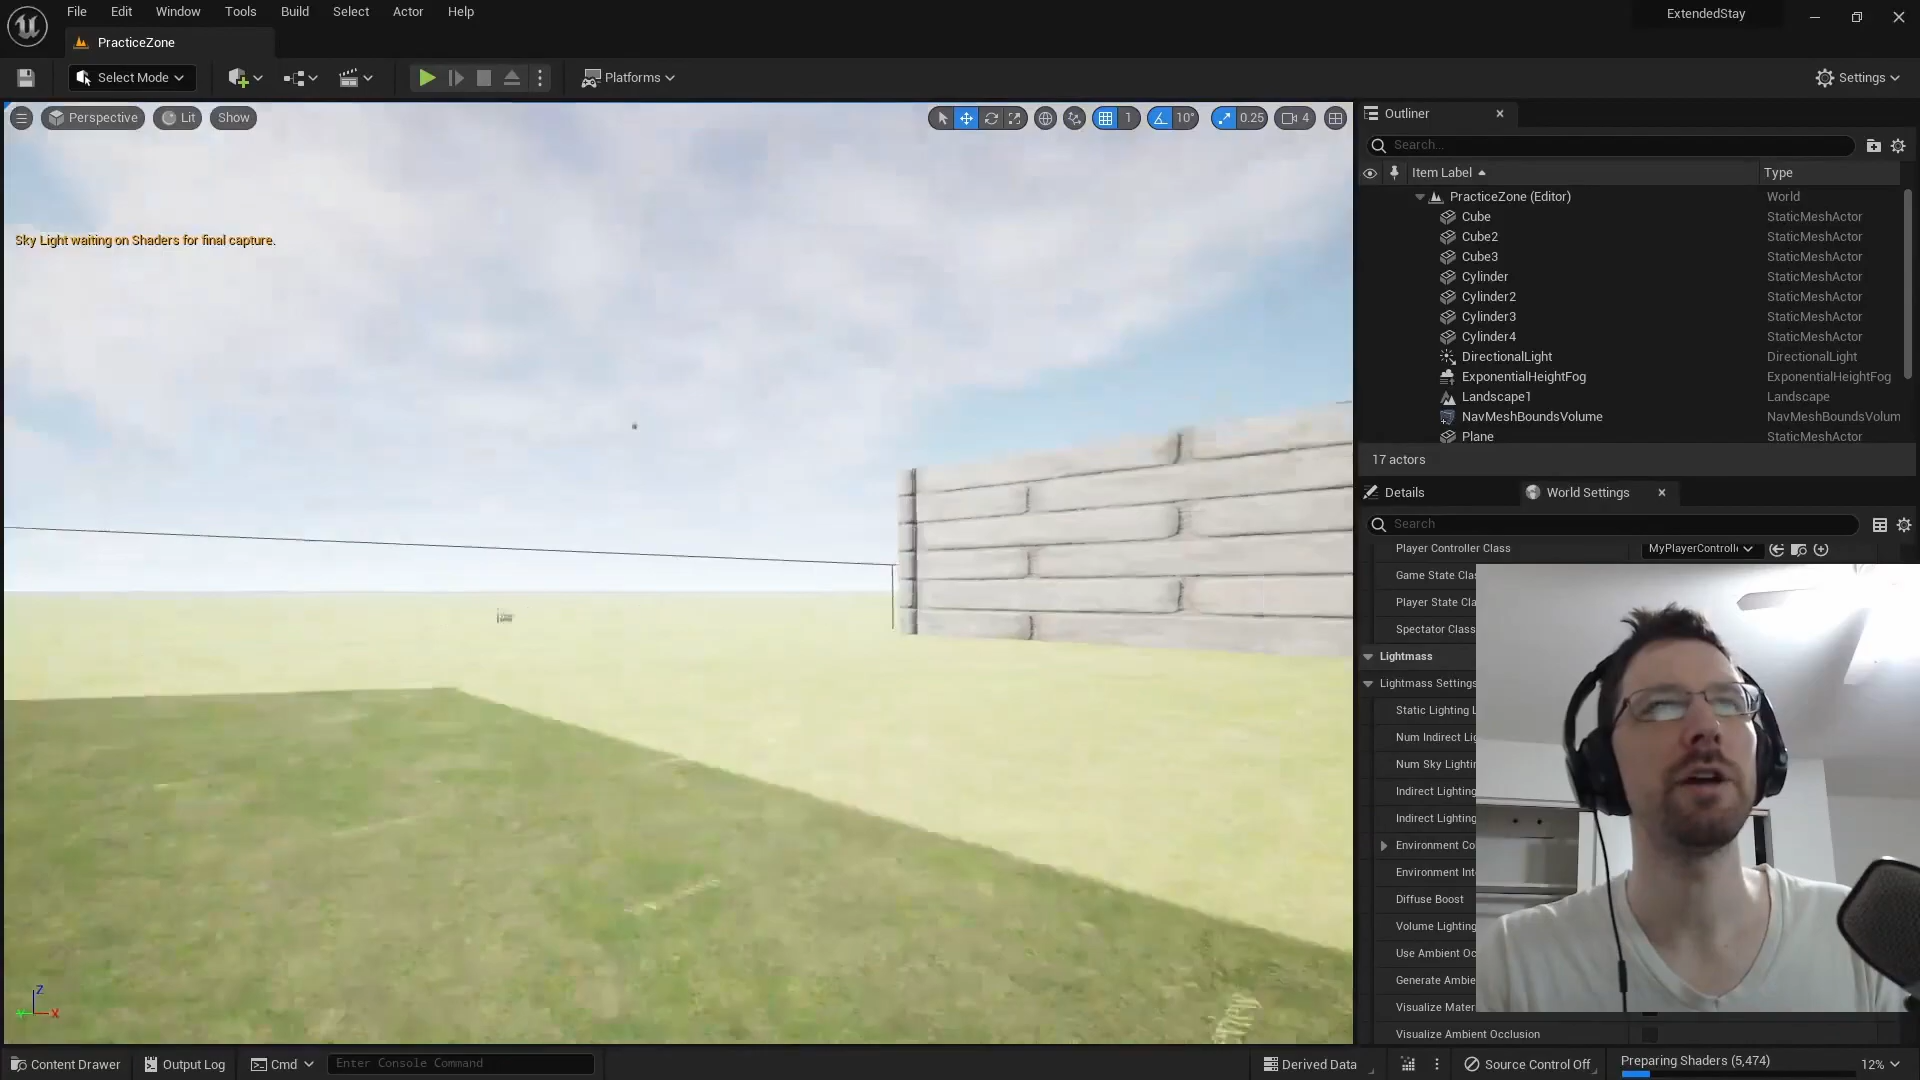 File Edit Window Tools Build Select Actor Help
ExtendedStay
PracticeZone
Select Mode
Platforms
Settings
Perspective
Lit
Show
1
10°
0.25
4
Sky Light waiting on Shaders for final capture.
Outliner
Search...
Item Label Type
PracticeZone (Editor) World
Cube StaticMeshActor
Cube2 StaticMeshActor
Cube3 StaticMeshActor
Cylinder StaticMeshActor
Cylinder2 StaticMeshActor
Cylinder3 StaticMeshActor
Cylinder4 StaticMeshActor
DirectionalLight DirectionalLight
ExponentialHeightFog ExponentialHeightFog
Landscape1 Landscape
NavMeshBoundsVolume NavMeshBoundsVolum
Plane StaticMeshActor
17 actors
Details
World Settings
Search
Player Controller Class MyPlayerControll
Game State Clas
Player State Cla
Spectator Class
Lightmass
Lightmass Settings
Static Lighting L
Num Indirect Lig
Num Sky Lightin
Indirect Lighting
Indirect Lighting
Environment Co
Environment Int
Diffuse Boost
Volume Lighting
Use Ambient Oc
Generate Ambie
Visualize Mater
Visualize Ambient Occlusion
Z
Y X
Content Drawer
Output Log
Cmd
Enter Console Command
Derived Data
Source Control Off
Preparing Shaders (5,474)
12%